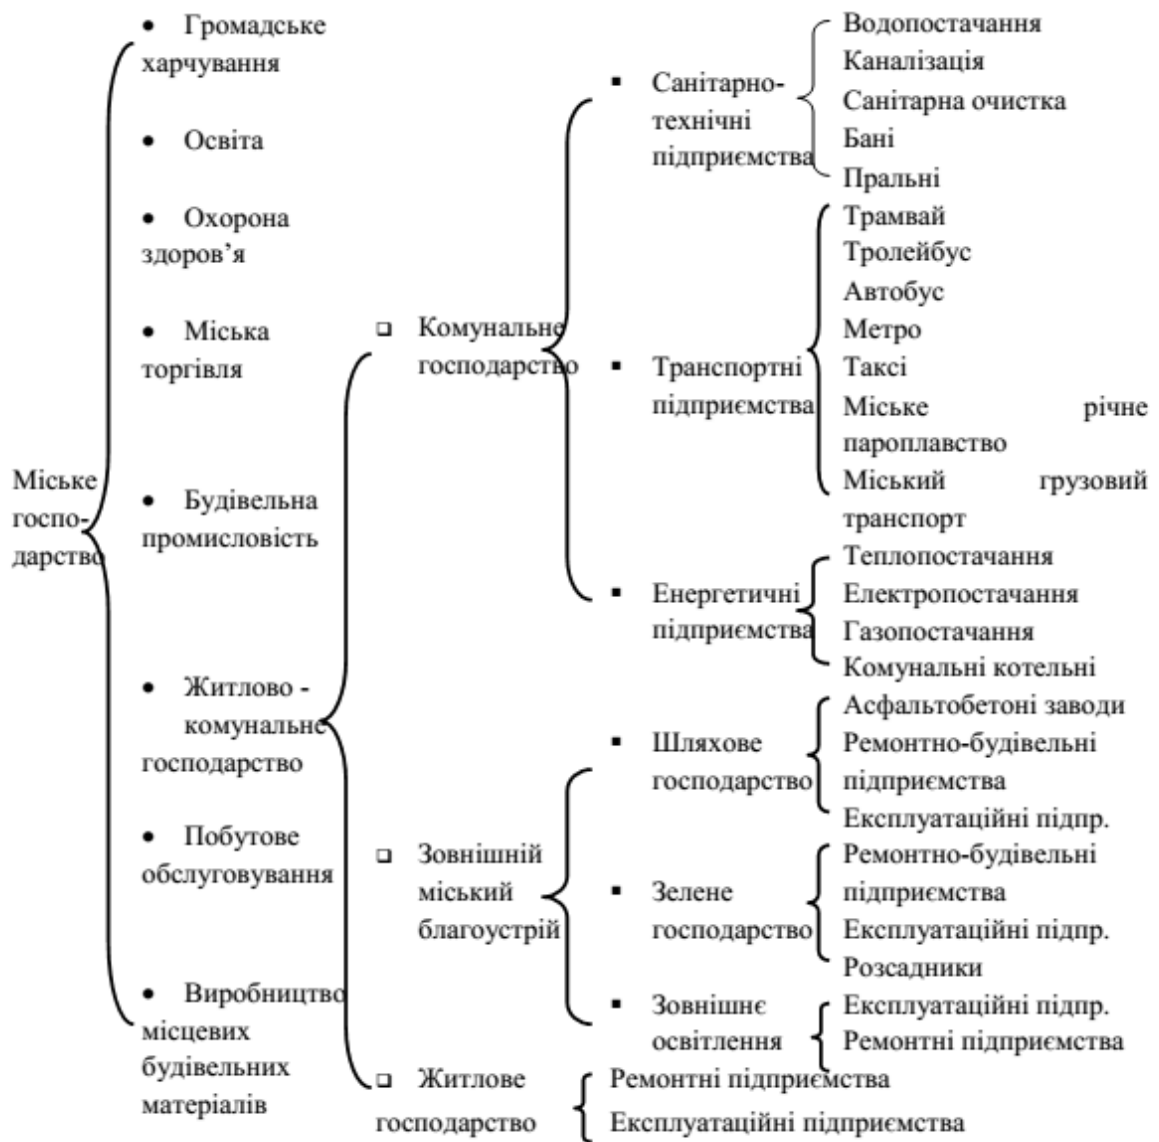 Міське
госпо-
дарство
• Громадське
харчування
• Освіта
• Охорона
здоров’я
• Міська
торгівля
• Будівельна
промисловість
• Житлово -
комунальне
господарство
• Побутове
обслуговування
• Виробництво
місцевих
будівельних
матеріалів
❑ Комунальне
господарство
▪ Санітарно-
технічні
підприємства
Водопостачання
Каналізація
Санітарна очистка
Бані
Пральні
▪ Транспортні
підприємства
Трамвай
Тролейбус
Автобус
Метро
Таксі
Міське річне
пароплавство
Міський грузовий
транспорт
▪ Енергетичні
підприємства
Теплопостачання
Електропостачання
Газопостачання
Комунальні котельні
❑ Зовнішній
міський
благоустрій
▪ Шляхове
господарство
Асфальтобетоні заводи
Ремонтно-будівельні
підприємства
Експлуатаційні підпр.
▪ Зелене
господарство
Ремонтно-будівельні
підприємства
Експлуатаційні підпр.
Розсадники
▪ Зовнішнє
освітлення
Експлуатаційні підпр.
Ремонтні підприємства
❑ Житлове
господарство
Ремонтні підприємства
Експлуатаційні підприємства